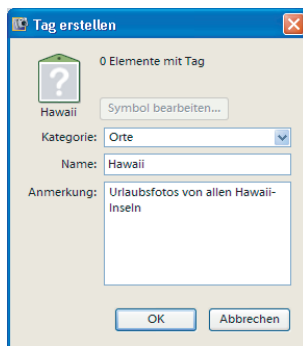 Tag erstellen
0 Elemente mit Tag
?
Hawaii
Symbol bearbeiten...
Kategorie: Orte
Name: Hawaii
Anmerkung: Urlaubsfotos von allen Hawaii-
Inseln
OK Abbrechen